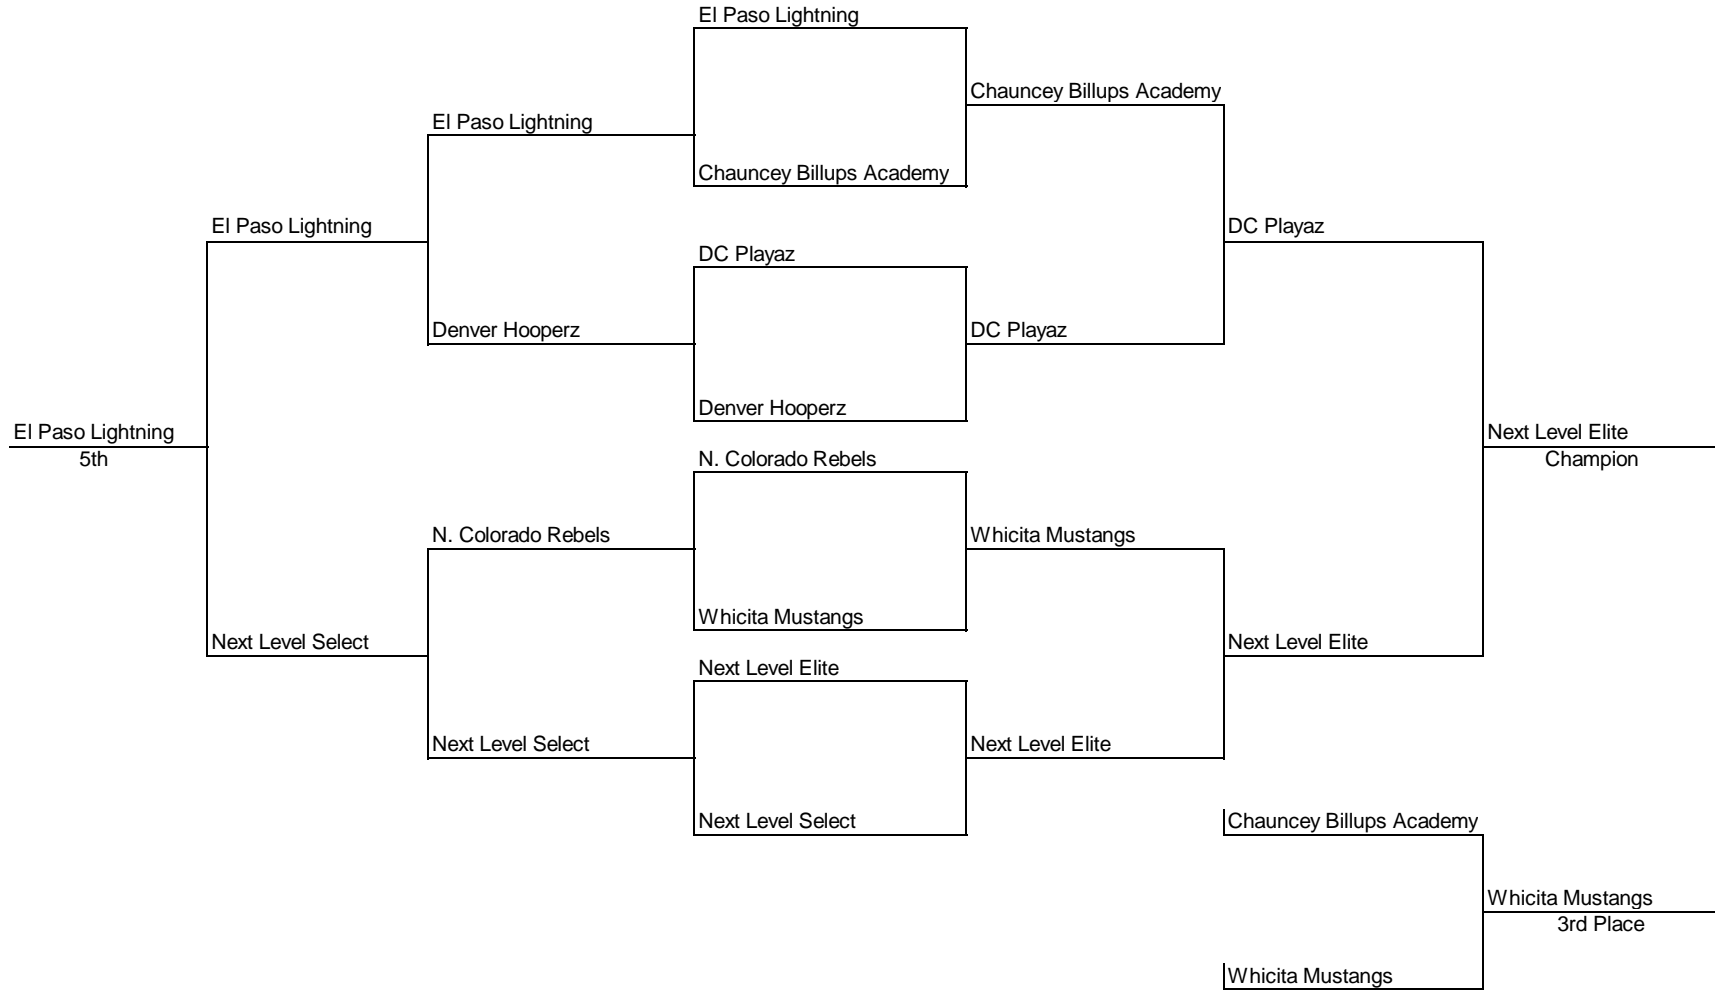 El Paso Lightning
Chauncey Billups Academy
El Paso Lightning
Chauncey Billups Academy
El Paso Lightning
DC Playaz
DC Playaz
Denver Hooperz
DC Playaz
Denver Hooperz
El Paso Lightning
5th
Next Level Elite
Champion
N. Colorado Rebels
N. Colorado Rebels
Whicita Mustangs
Whicita Mustangs
Next Level Select
Next Level Elite
Next Level Elite
Next Level Select
Next Level Elite
Next Level Select
Chauncey Billups Academy
Whicita Mustangs
3rd Place
Whicita Mustangs